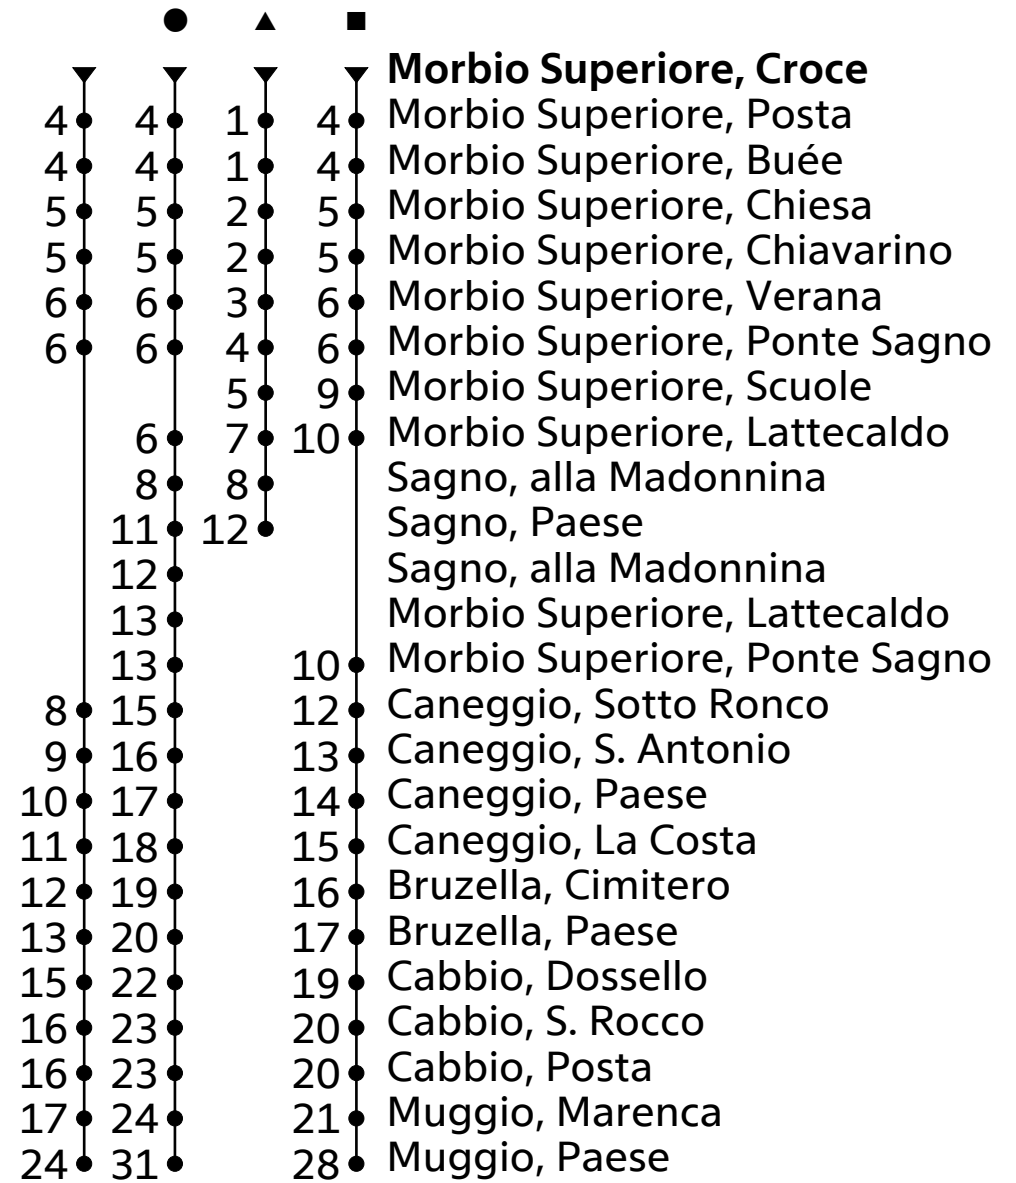 ● ▲ ■
Morbio Superiore, Croce
4 4 1 4 Morbio Superiore, Posta
4 4 1 4 Morbio Superiore, Buée
5 5 2 5 Morbio Superiore, Chiesa
5 5 2 5 Morbio Superiore, Chiavarino
6 6 3 6 Morbio Superiore, Verana
6 6 4 6 Morbio Superiore, Ponte Sagno
5 9 Morbio Superiore, Scuole
6 7 10 Morbio Superiore, Lattecaldo
8 8 Sagno, alla Madonnina
11 12 Sagno, Paese
12 Sagno, alla Madonnina
13 Morbio Superiore, Lattecaldo
13 10 Morbio Superiore, Ponte Sagno
8 15 12 Caneggio, Sotto Ronco
9 16 13 Caneggio, S. Antonio
10 17 14 Caneggio, Paese
11 18 15 Caneggio, La Costa
12 19 16 Bruzella, Cimitero
13 20 17 Bruzella, Paese
15 22 19 Cabbio, Dossello
16 23 20 Cabbio, S. Rocco
16 23 20 Cabbio, Posta
17 24 21 Muggio, Marenca
24 31 28 Muggio, Paese